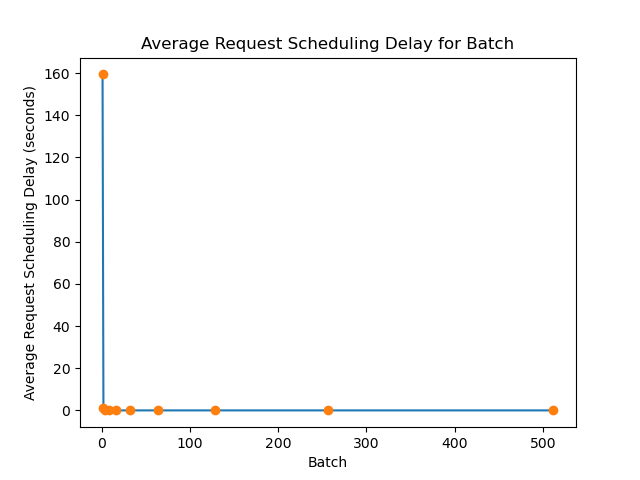 Average Request Scheduling Delay for Batch
Average Request Scheduling Delay (seconds)
160
140
120
100
80
60
40
20
0
0 100 200 300 400 500
Batch